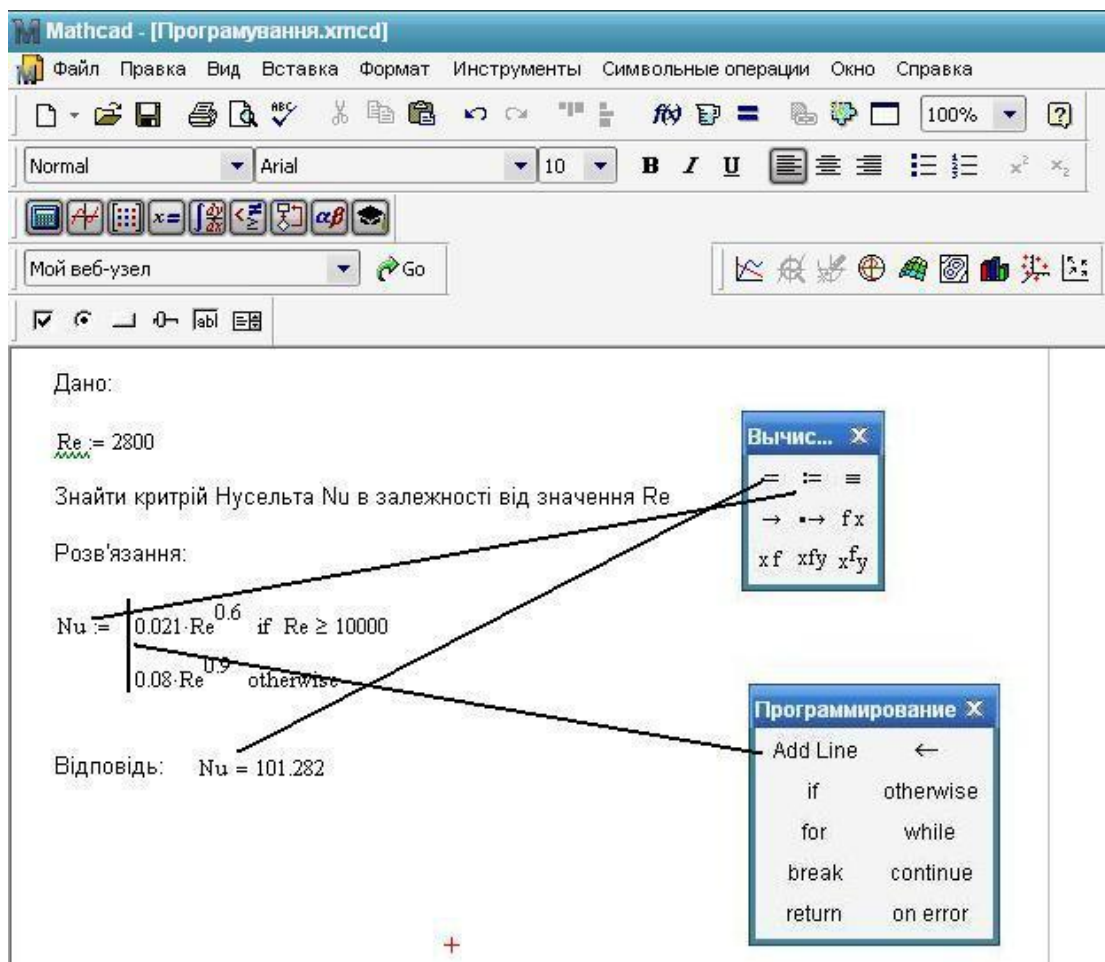 Mathcad - [Програмування.xmcd]
Файл Правка Вид Вставка Формат Инструменты Символьные операции Окно Справка
100%
Normal Arial 10 B I U
Мой веб-узел Go
Дано:
Re := 2800
Знайти критрій Нусельта Nu в залежності від значення Re
Розв'язання:
Nu := 0.021·Re^0.6 if Re ≥ 10000
0.08·Re^0.9 otherwise
Відповідь: Nu = 101.282
Вычис... X
= := ≡
→ ▪→ f x
x f xfy x^f y
Программирование X
Add Line ←
if otherwise
for while
break continue
return on error